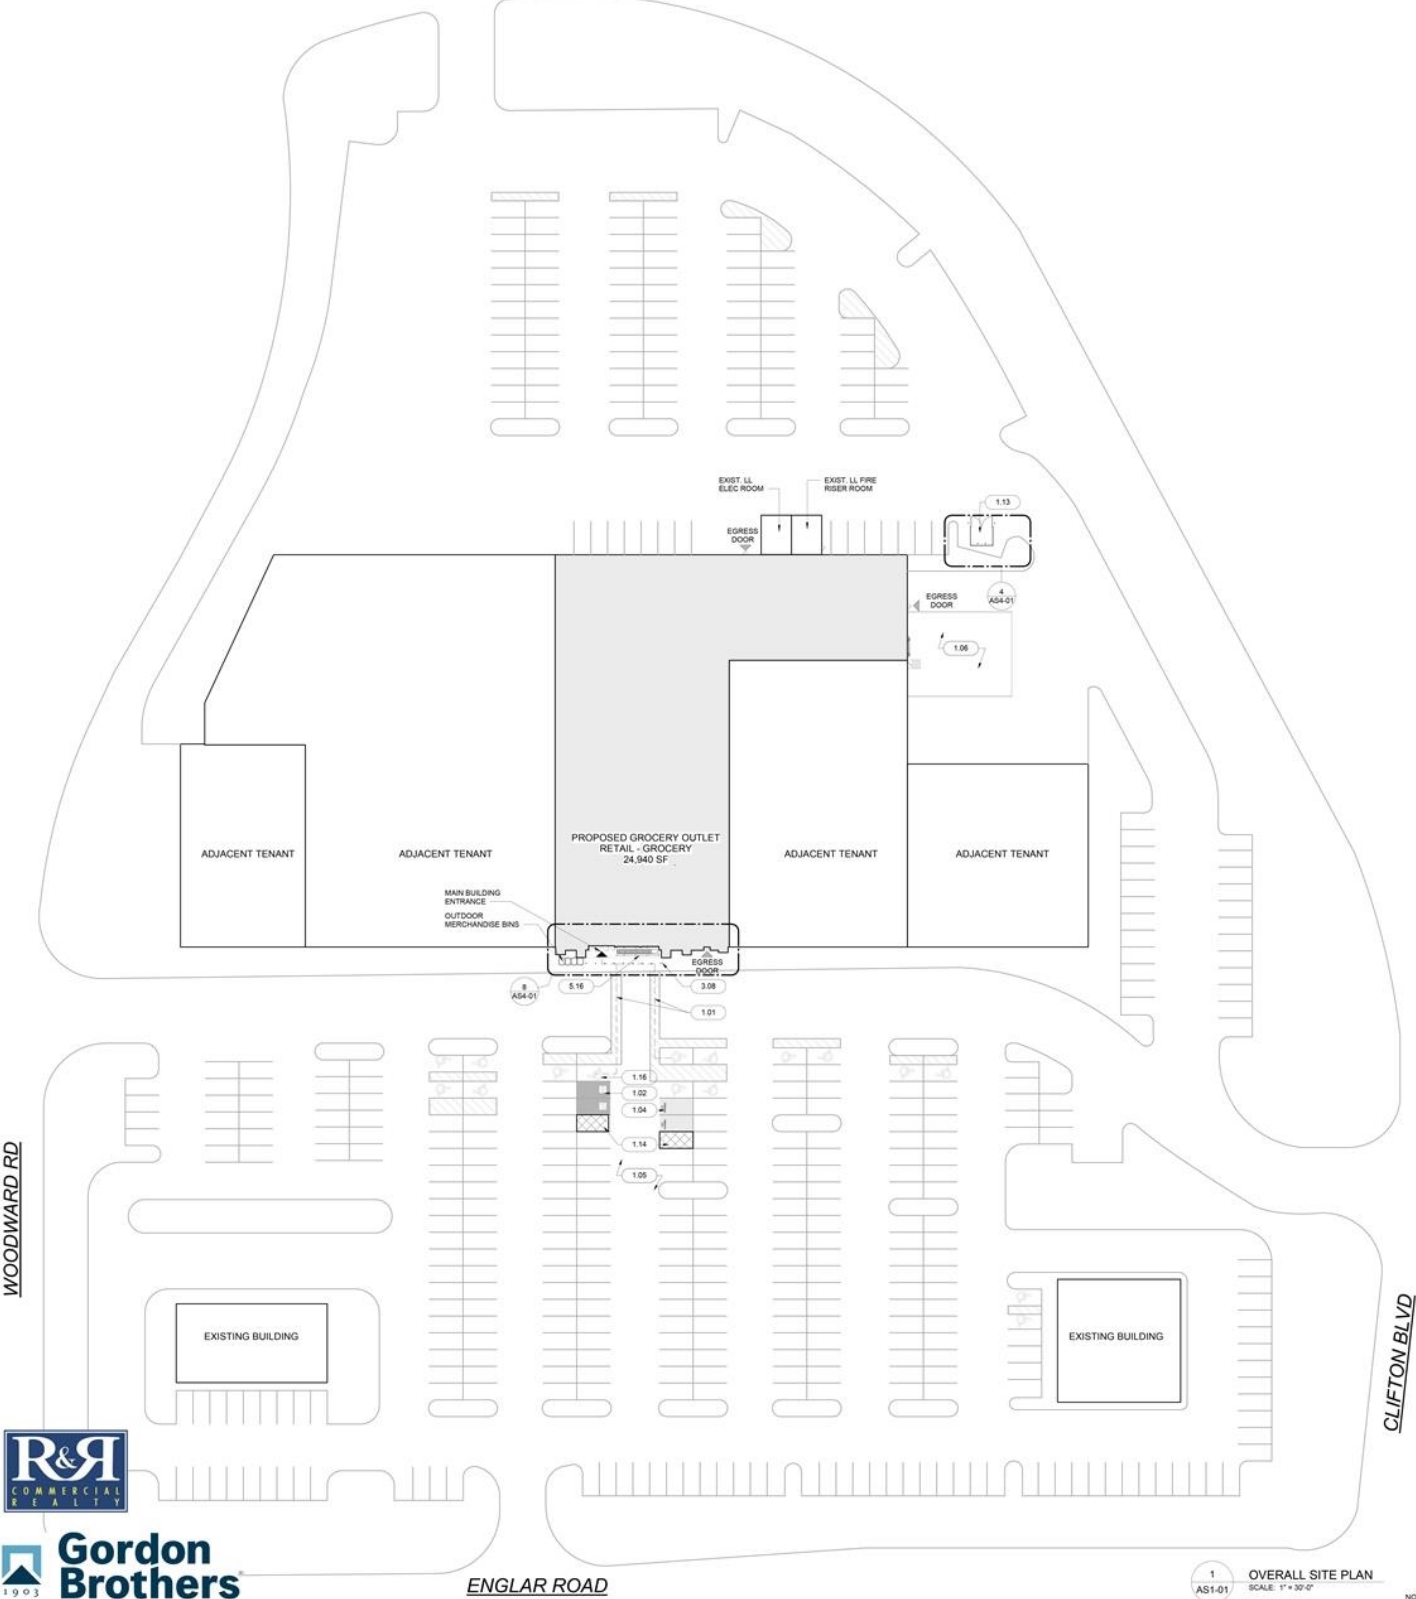 EXIST. LL
ELEC ROOM
EXIST. LL FIRE
RISER ROOM
1.13
EGRESS
DOOR
4
AS4-01
EGRESS
DOOR
1.06
PROPOSED GROCERY OUTLET
RETAIL - GROCERY
24,940 SF
ADJACENT TENANT
ADJACENT TENANT
ADJACENT TENANT
ADJACENT TENANT
MAIN BUILDING
ENTRANCE
OUTDOOR
MERCHANDISE BINS
EGRESS
DOOR
8
AS4-01
5.16
3.08
1.01
1.16
1.02
1.04
1.14
1.05
WOODWARD RD
EXISTING BUILDING
EXISTING BUILDING
CLIFTON BLVD
R&R
COMMERCIAL
REALTY
Gordon
Brothers
1903
ENGLAR ROAD
1
AS1-01
OVERALL SITE PLAN
SCALE: 1" = 30'-0"